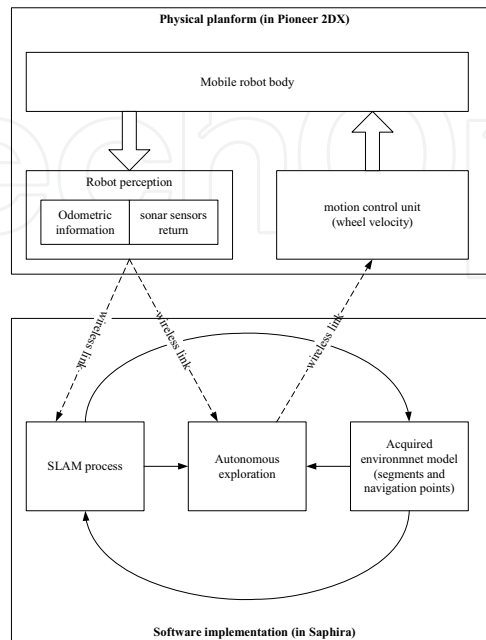 Physical planform (in Pioneer 2DX)
Mobile robot body
Robot perception
Odometric
information
sonar sensors
return
motion control unit
(wheel velocity)
wireless link
wireless link
wireless link
SLAM process
Autonomous
exploration
Acquired
environmnet model
(segments and
navigation points)
Software implementation (in Saphira)